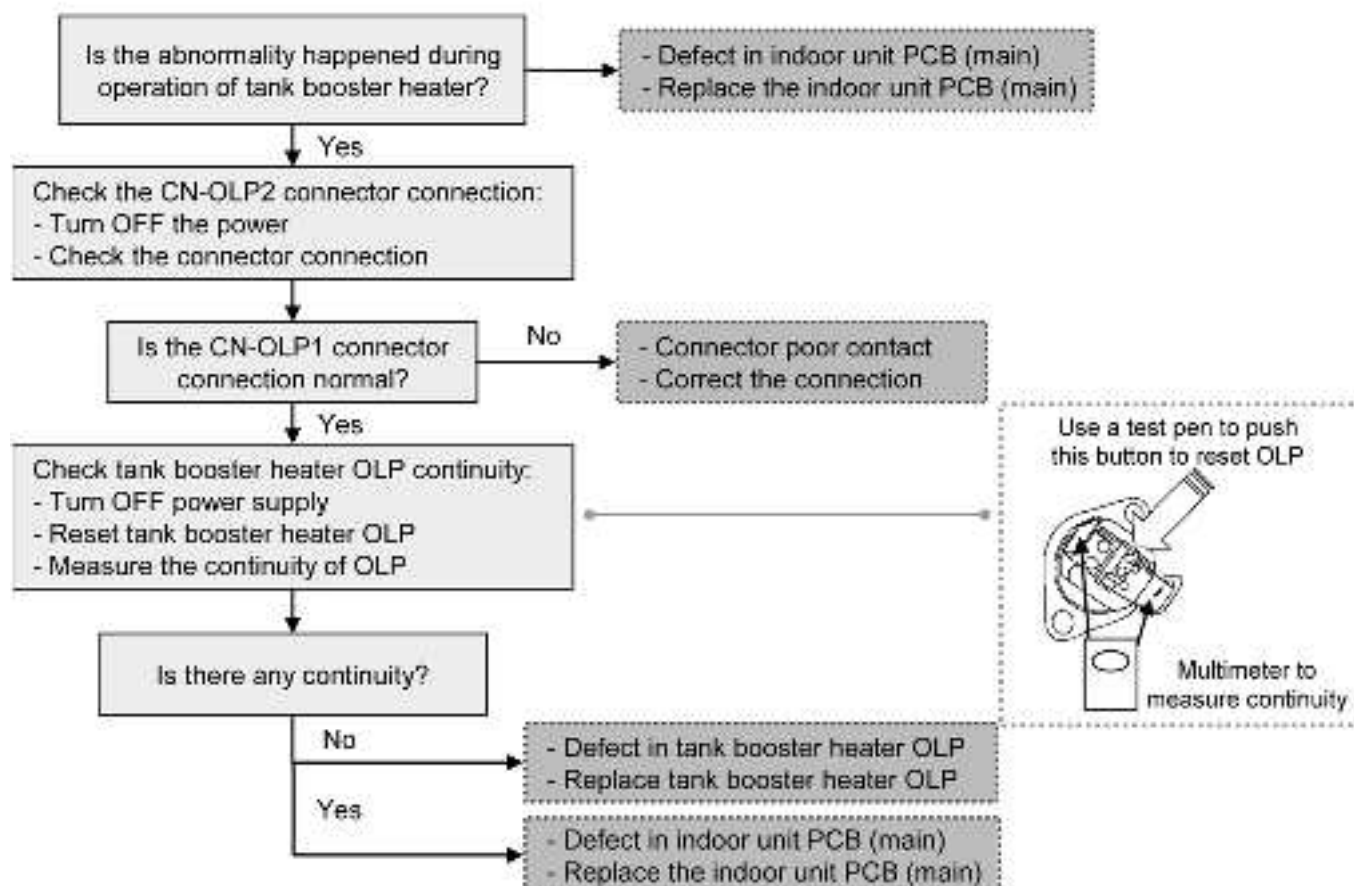 Is the abnormality happened during
operation of tank booster heater?
- Defect in indoor unit PCB (main)
- Replace the indoor unit PCB (main)
Yes
Check the CN-OLP2 connector connection:
- Turn OFF the power
- Check the connector connection
Is the CN-OLP1 connector
connection normal?
No
- Connector poor contact
- Correct the connection
Yes
Check tank booster heater OLP continuity:
- Turn OFF power supply
- Reset tank booster heater OLP
- Measure the continuity of OLP
Use a test pen to push
this button to reset OLP
Multimeter to
measure continuity
Is there any continuity?
No
- Defect in tank booster heater OLP
- Replace tank booster heater OLP
Yes
- Defect in indoor unit PCB (main)
- Replace the indoor unit PCB (main)